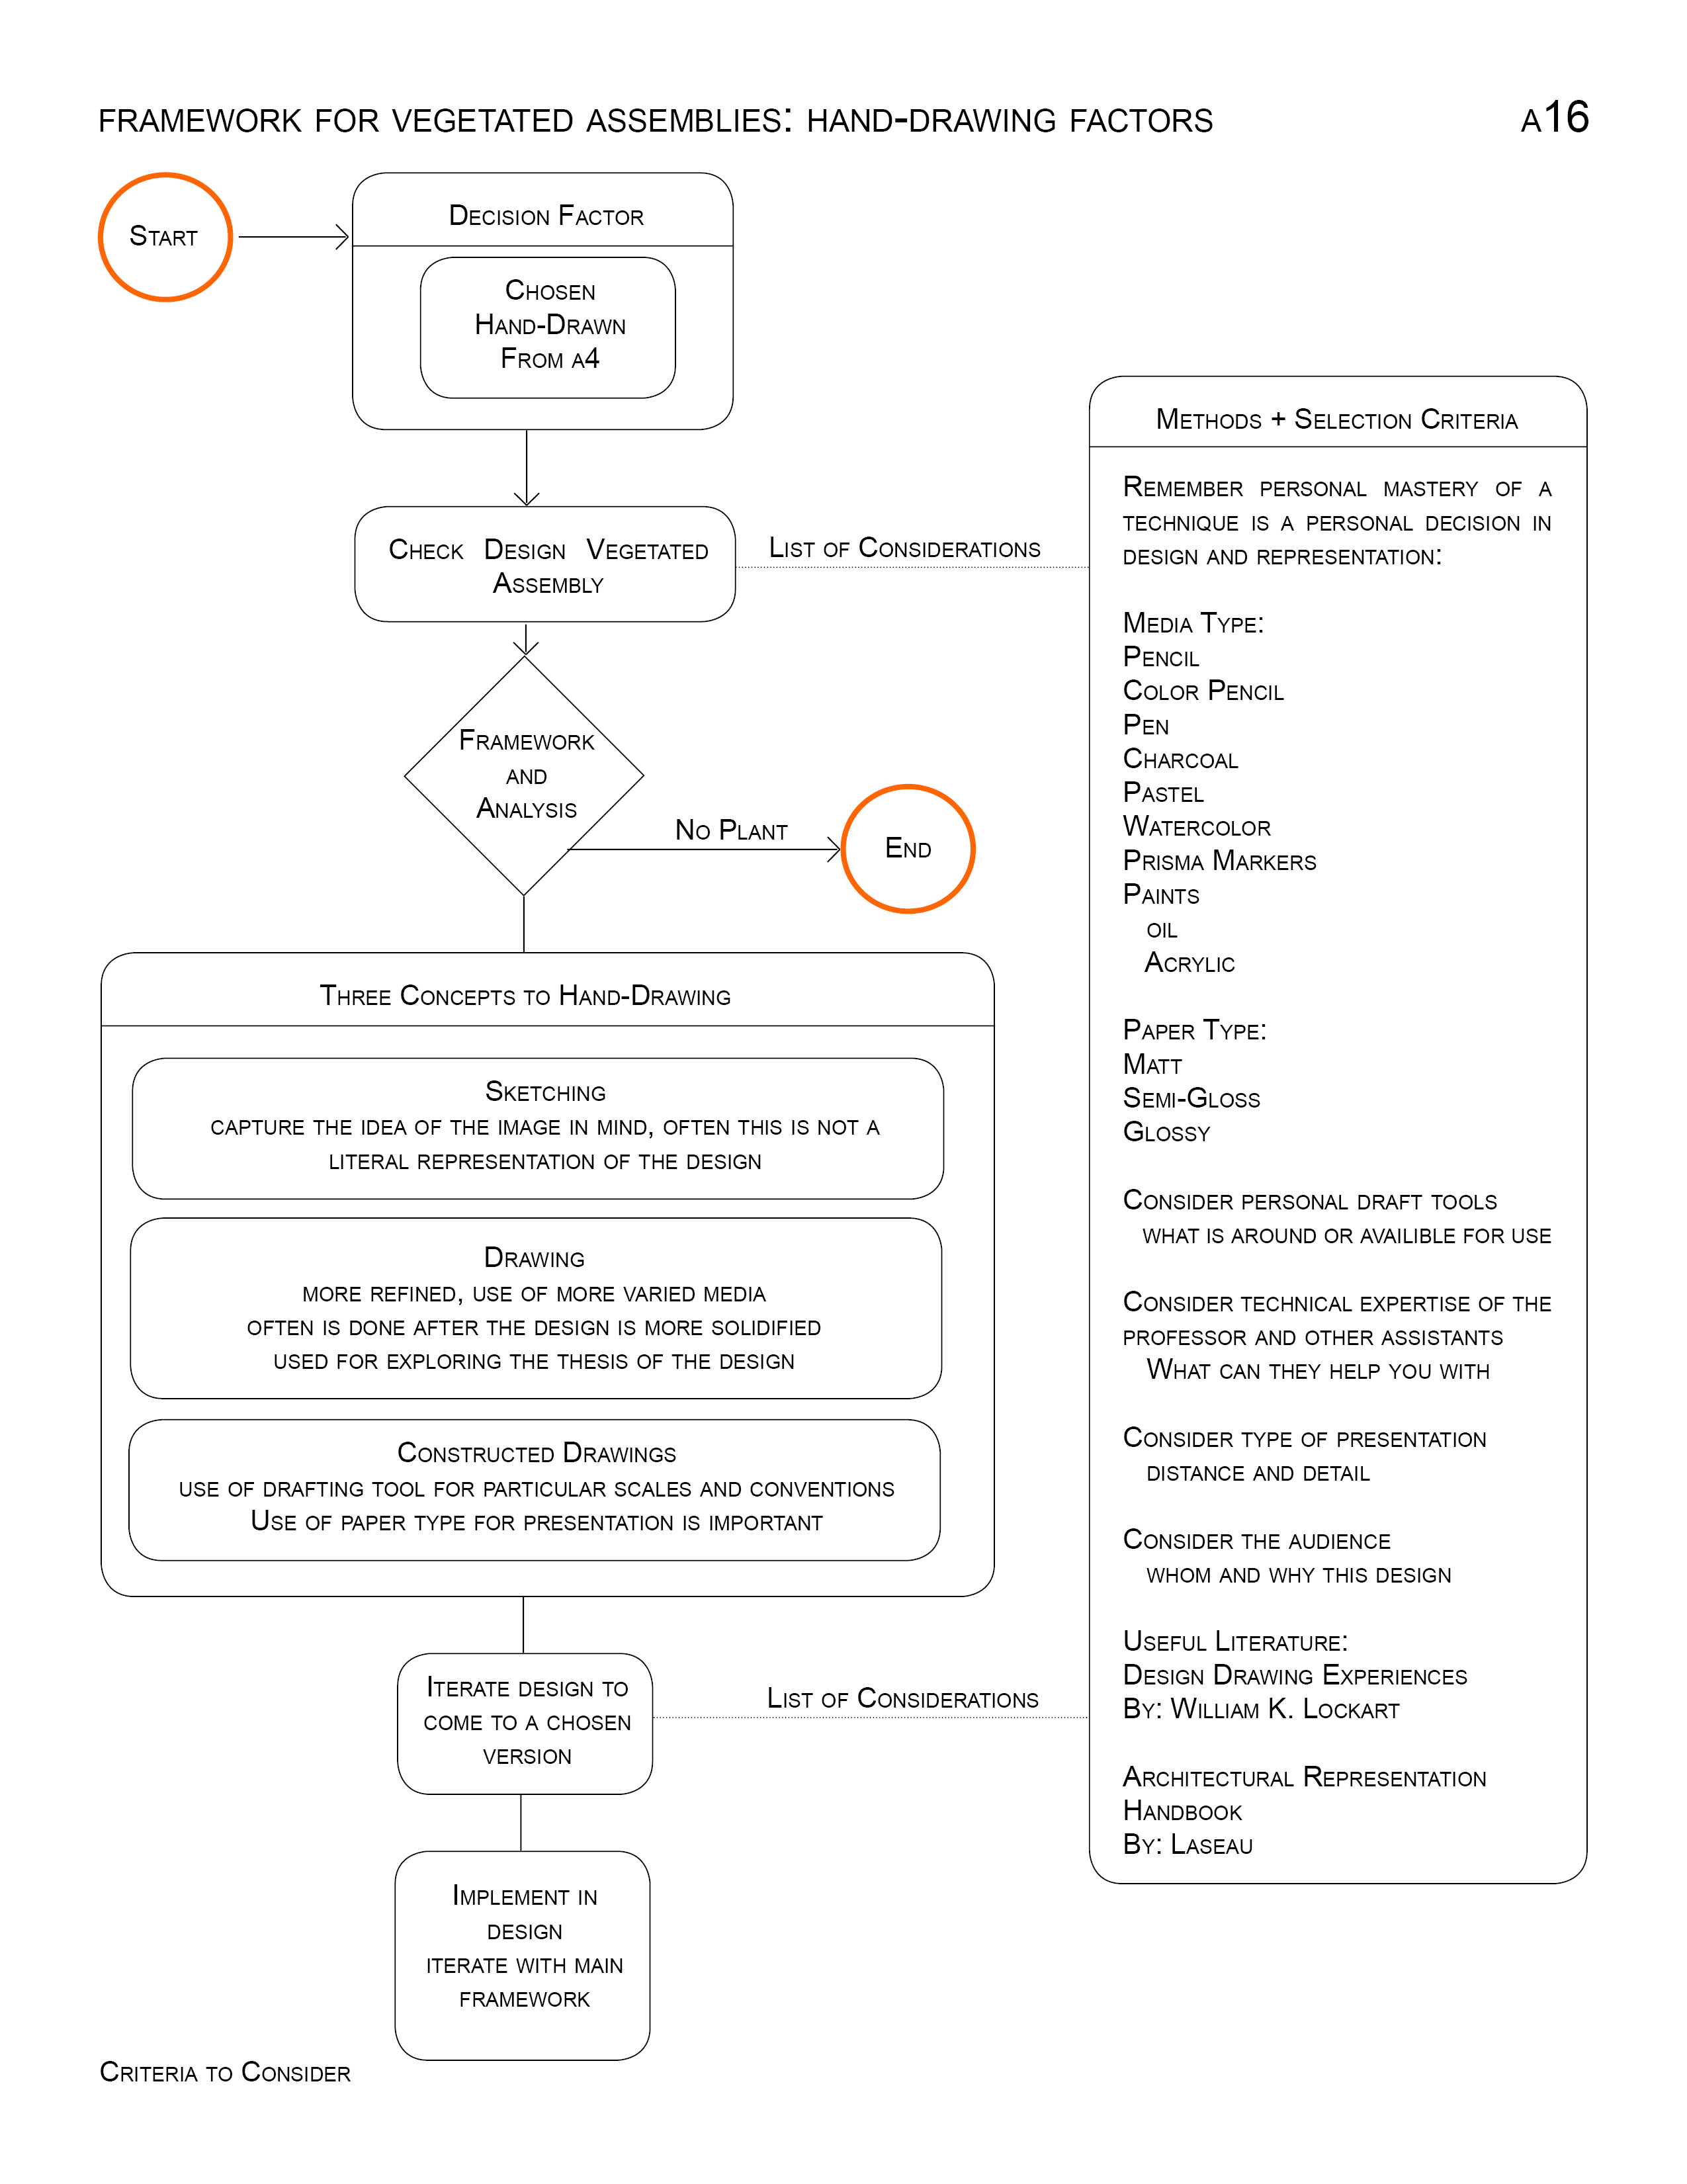 FRAMEWORK FOR VEGETATED ASSEMBLIES: HAND-DRAWING FACTORS
A16
START
DECISION FACTOR
CHOSEN
HAND-DRAWN
FROM A4
CHECK DESIGN VEGETATED
ASSEMBLY
LIST OF CONSIDERATIONS
FRAMEWORK
AND
ANALYSIS
NO PLANT
END
THREE CONCEPTS TO HAND-DRAWING
SKETCHING
CAPTURE THE IDEA OF THE IMAGE IN MIND, OFTEN THIS IS NOT A
LITERAL REPRESENTATION OF THE DESIGN
DRAWING
MORE REFINED, USE OF MORE VARIED MEDIA
OFTEN IS DONE AFTER THE DESIGN IS MORE SOLIDIFIED
USED FOR EXPLORING THE THESIS OF THE DESIGN
CONSTRUCTED DRAWINGS
USE OF DRAFTING TOOL FOR PARTICULAR SCALES AND CONVENTIONS
USE OF PAPER TYPE FOR PRESENTATION IS IMPORTANT
ITERATE DESIGN TO
COME TO A CHOSEN
VERSION
LIST OF CONSIDERATIONS
IMPLEMENT IN
DESIGN
ITERATE WITH MAIN
FRAMEWORK
METHODS + SELECTION CRITERIA
REMEMBER PERSONAL MASTERY OF A
TECHNIQUE IS A PERSONAL DECISION IN
DESIGN AND REPRESENTATION:
MEDIA TYPE:
PENCIL
COLOR PENCIL
PEN
CHARCOAL
PASTEL
WATERCOLOR
PRISMA MARKERS
PAINTS
OIL
ACRYLIC
PAPER TYPE:
MATT
SEMI-GLOSS
GLOSSY
CONSIDER PERSONAL DRAFT TOOLS
WHAT IS AROUND OR AVAILIBLE FOR USE
CONSIDER TECHNICAL EXPERTISE OF THE
PROFESSOR AND OTHER ASSISTANTS
WHAT CAN THEY HELP YOU WITH
CONSIDER TYPE OF PRESENTATION
DISTANCE AND DETAIL
CONSIDER THE AUDIENCE
WHOM AND WHY THIS DESIGN
USEFUL LITERATURE:
DESIGN DRAWING EXPERIENCES
BY: WILLIAM K. LOCKART
ARCHITECTURAL REPRESENTATION
HANDBOOK
BY: LASEAU
CRITERIA TO CONSIDER